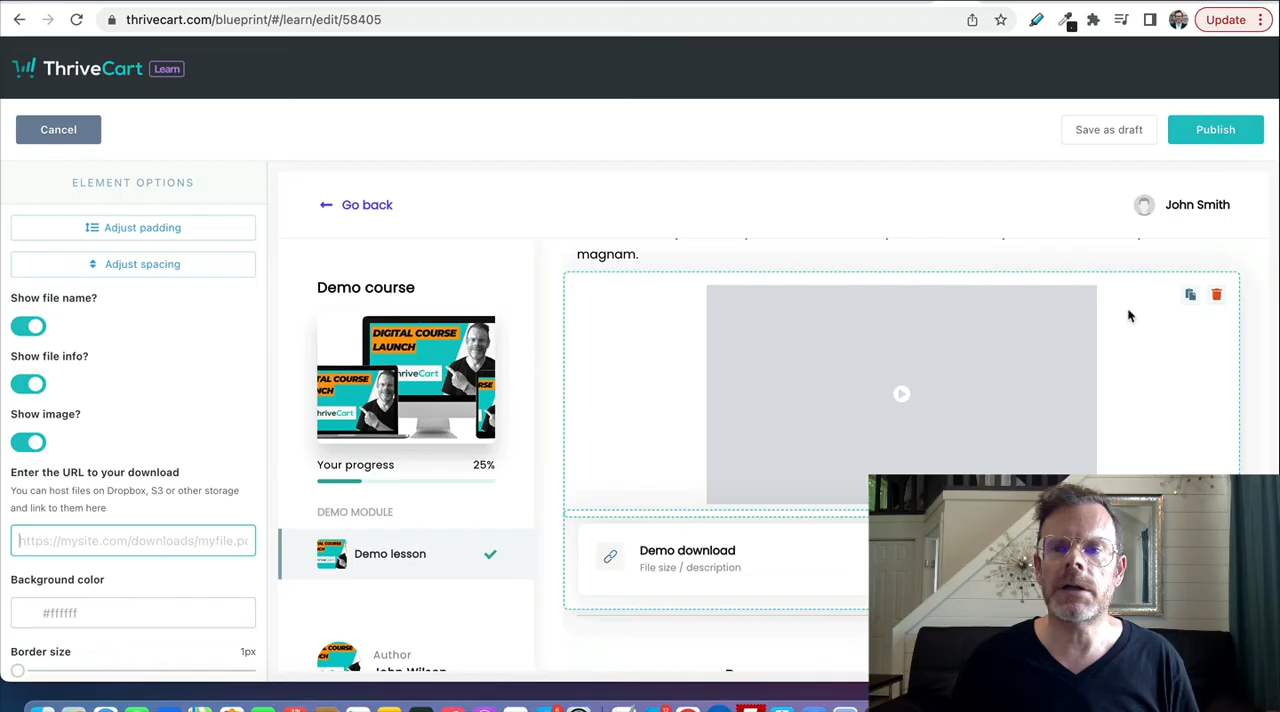 thrivecart.com/blueprint/#/learn/edit/58405
Update
ThriveCart Learn
Cancel
Save as draft
Publish
ELEMENT OPTIONS
Adjust padding
Adjust spacing
Show file name?
Show file info?
Show image?
Enter the URL to your download
You can host files on Dropbox, S3 or other storage
and link to them here
https://mysite.com/downloads/myfile.pd
Background color
#ffffff
Border size
1px
Go back
John Smith
magnam.
Demo course
DIGITAL COURSE
LAUNCH
ThriveCart
Your progress
25%
DEMO MODULE
Demo lesson
Demo download
File size / description
Author